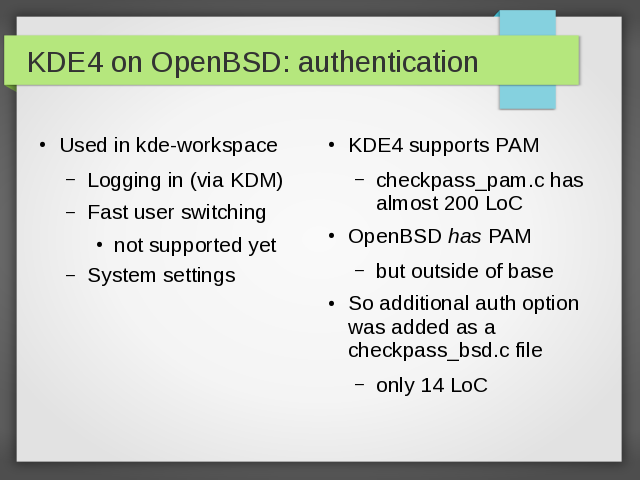 KDE4 on OpenBSD: authentication
• Used in kde-workspace
– Logging in (via KDM)
– Fast user switching
• not supported yet
– System settings
• KDE4 supports PAM
– checkpass_pam.c has
almost 200 LoC
• OpenBSD has PAM
– but outside of base
• So additional auth option
was added as a
checkpass_bsd.c file
– only 14 LoC